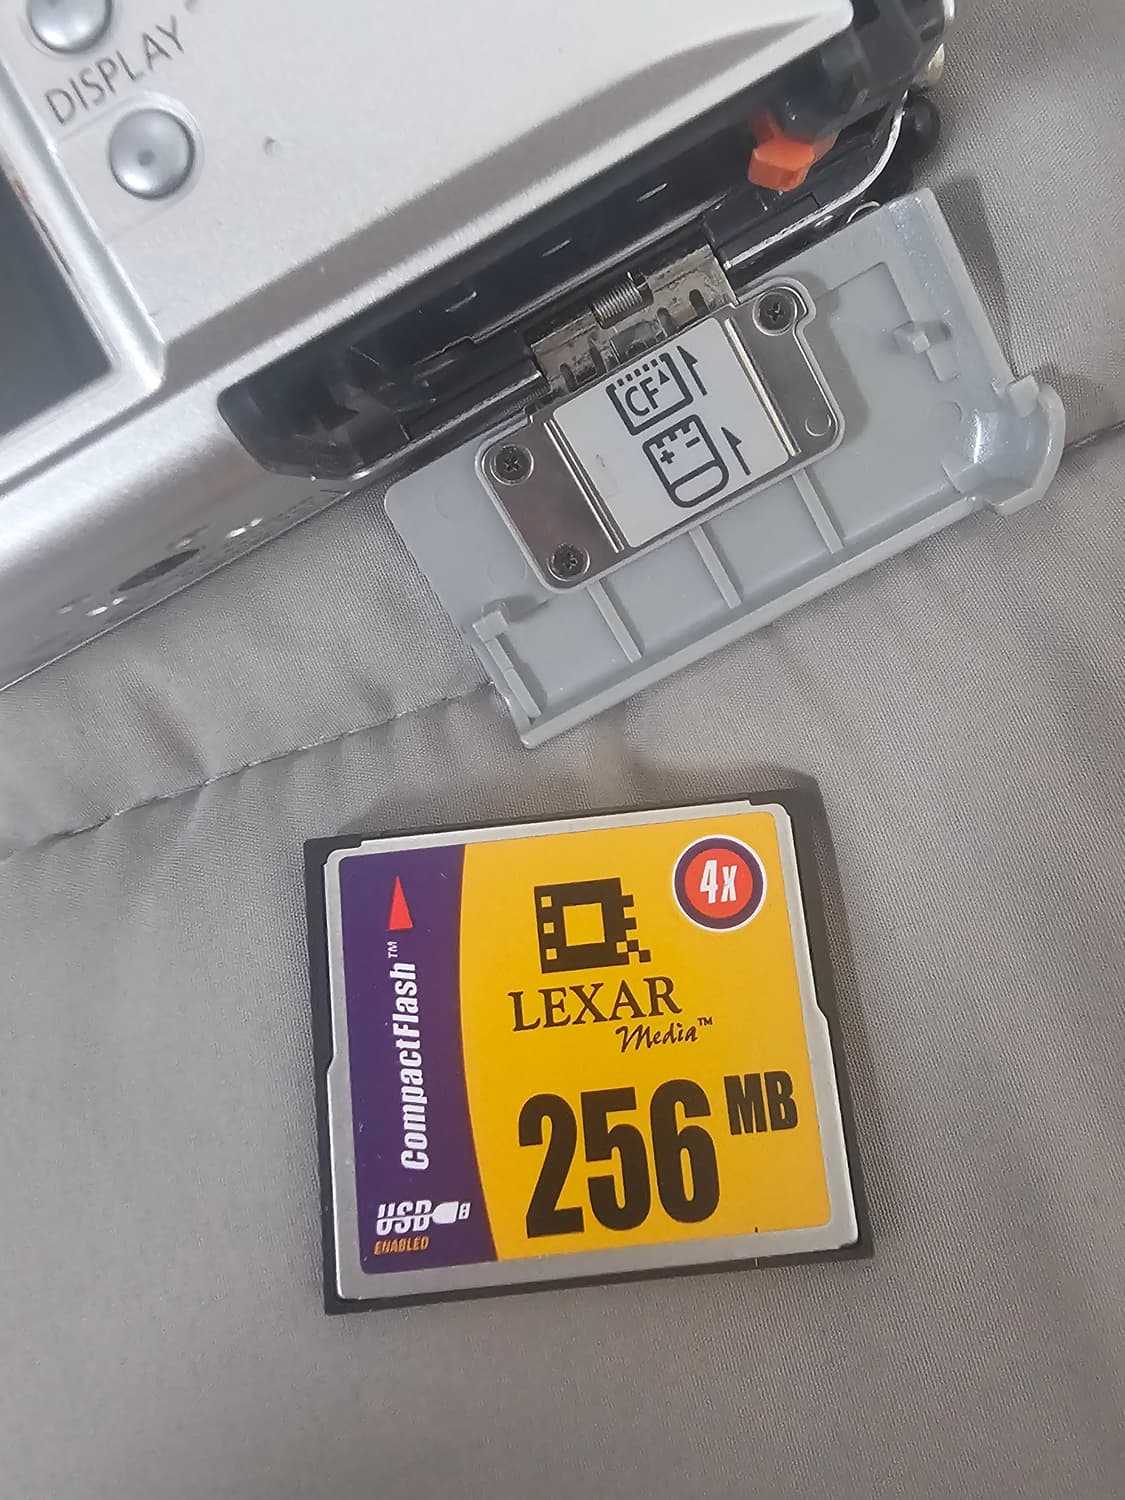 DISPLAY
CF
+ -
4x
LEXAR
Media™
256 MB
CompactFlash™
USB
ENABLED